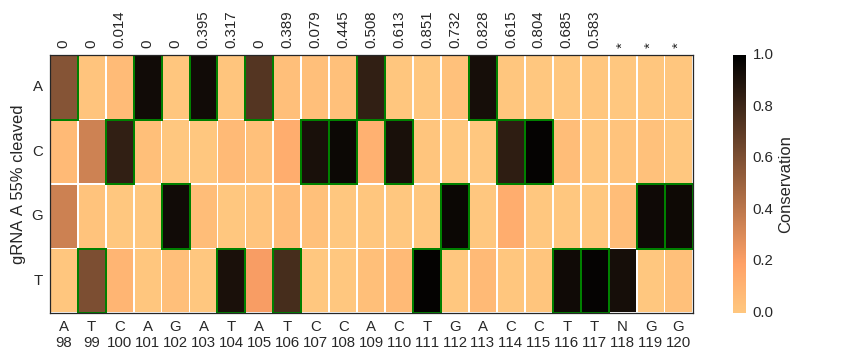 0 0 0.014 0 0 0.395 0.317 0 0.389 0.079 0.445 0.508 0.613 0.851 0.732 0.828 0.615 0.804 0.685 0.583 * * *
gRNA A 55% cleaved
A
C
G
T
A T C A G A T A T C C A C T G A C C T T N G G
98 99 100 101 102 103 104 105 106 107 108 109 110 111 112 113 114 115 116 117 118 119 120
1.0
0.8
0.6
0.4
0.2
0.0
Conservation